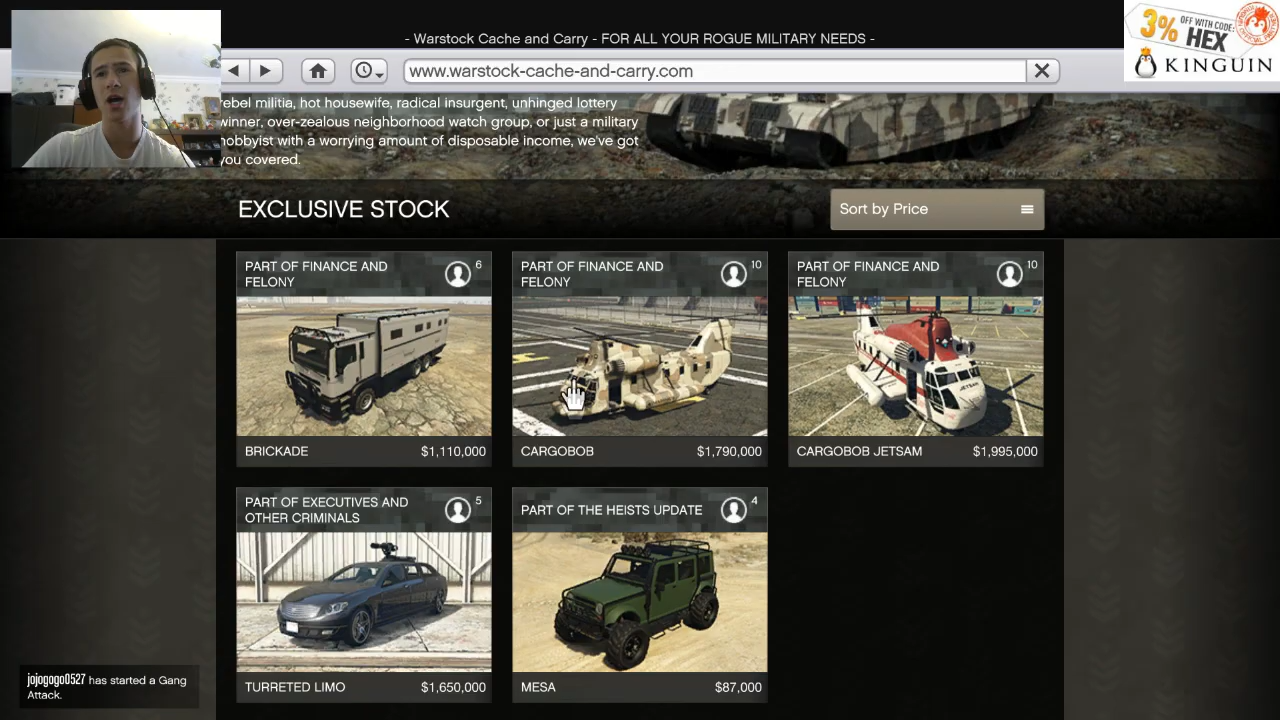 - Warstock Cache and Carry - FOR ALL YOUR ROGUE MILITARY NEEDS -
3% OFF WITH CODE:
HEX
KINGUIN
www.warstock-cache-and-carry.com
rebel militia, hot housewife, radical insurgent, unhinged lottery
winner, over-zealous neighborhood watch group, or just a military
hobbyist with a worrying amount of disposable income, we've got
you covered.
EXCLUSIVE STOCK
Sort by Price
PART OF FINANCE AND
FELONY
6
BRICKADE $1,110,000
PART OF FINANCE AND
FELONY
10
CARGOBOB $1,790,000
PART OF FINANCE AND
FELONY
10
JETSAM
CARGOBOB JETSAM $1,995,000
PART OF EXECUTIVES AND
OTHER CRIMINALS
5
TURRETED LIMO $1,650,000
PART OF THE HEISTS UPDATE
4
MESA $87,000
jojogogo0527 has started a Gang
Attack.